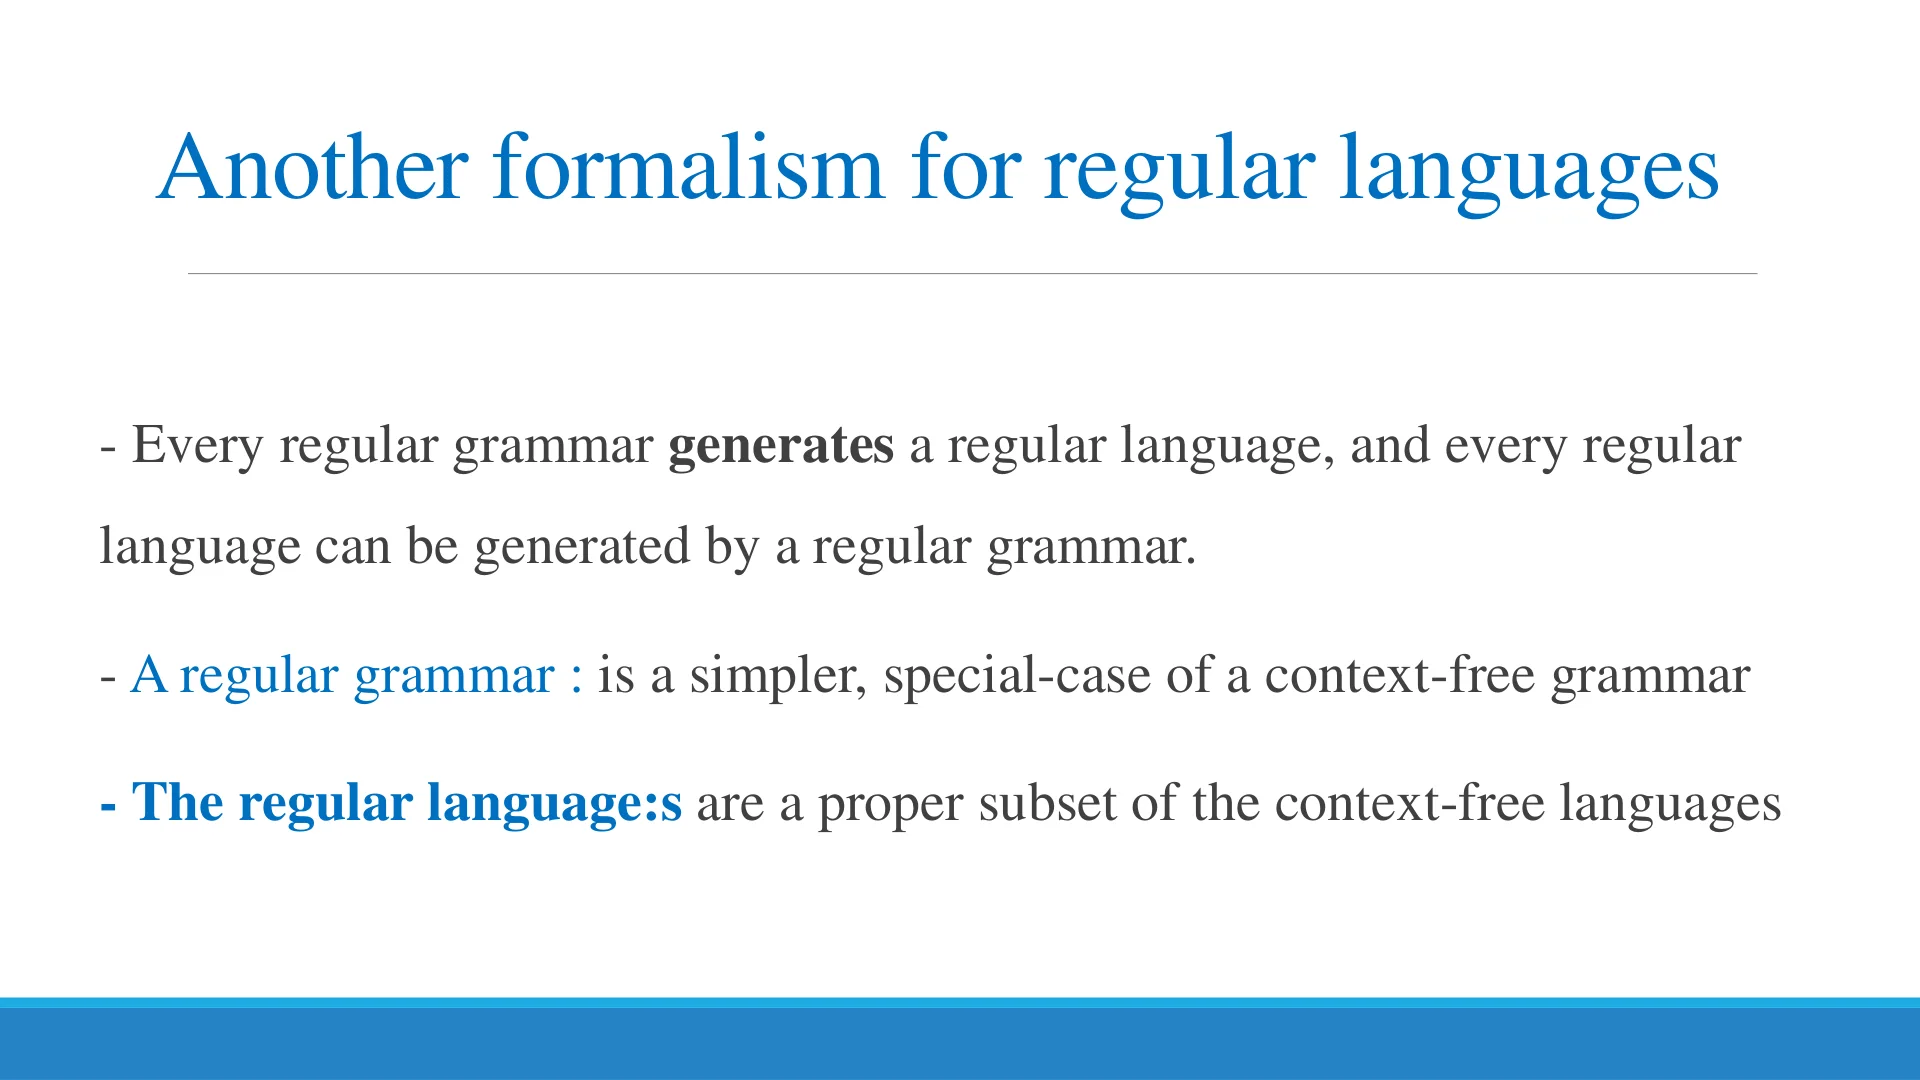 Another formalism for regular languages
- Every regular grammar generates a regular language, and every regular
language can be generated by a regular grammar.
- A regular grammar : is a simpler, special-case of a context-free grammar
- The regular language:s are a proper subset of the context-free languages